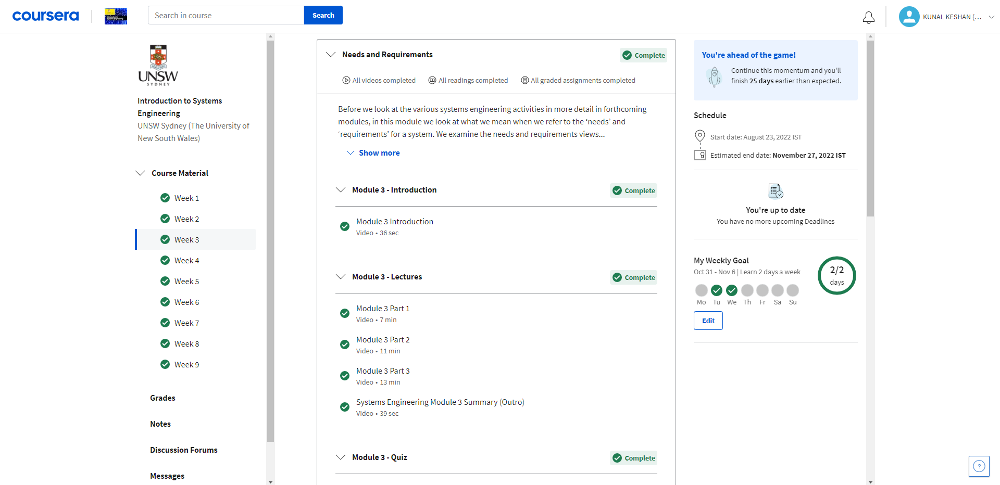 coursera
Search in course
Search
KUNAL KESHAN (...
UNSW
SYDNEY
Introduction to Systems
Engineering
UNSW Sydney (The University of
New South Wales)
Course Material
Week 1
Week 2
Week 3
Week 4
Week 5
Week 6
Week 7
Week 8
Week 9
Grades
Notes
Discussion Forums
Messages
Needs and Requirements
Complete
All videos completed
All readings completed
All graded assignments completed
Before we look at the various systems engineering activities in more detail in forthcoming
modules, in this module we look at what we mean when we refer to the ‘needs’ and
‘requirements’ for a system. We examine the needs and requirements views...
Show more
Module 3 - Introduction
Complete
Module 3 Introduction
Video • 36 sec
Module 3 - Lectures
Complete
Module 3 Part 1
Video • 7 min
Module 3 Part 2
Video • 11 min
Module 3 Part 3
Video • 13 min
Systems Engineering Module 3 Summary (Outro)
Video • 39 sec
Module 3 - Quiz
Complete
You're ahead of the game!
Continue this momentum and you'll
finish 25 days earlier than expected.
Schedule
Start date: August 23, 2022 IST
Estimated end date: November 27, 2022 IST
You're up to date
You have no more upcoming Deadlines
My Weekly Goal
Oct 31 - Nov 6 | Learn 2 days a week
2/2
days
Mo Tu We Th Fr Sa Su
Edit
?